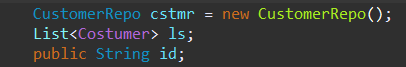 CustomerRepo cstmr = new CustomerRepo();
List<Costumer> ls;
public String id;